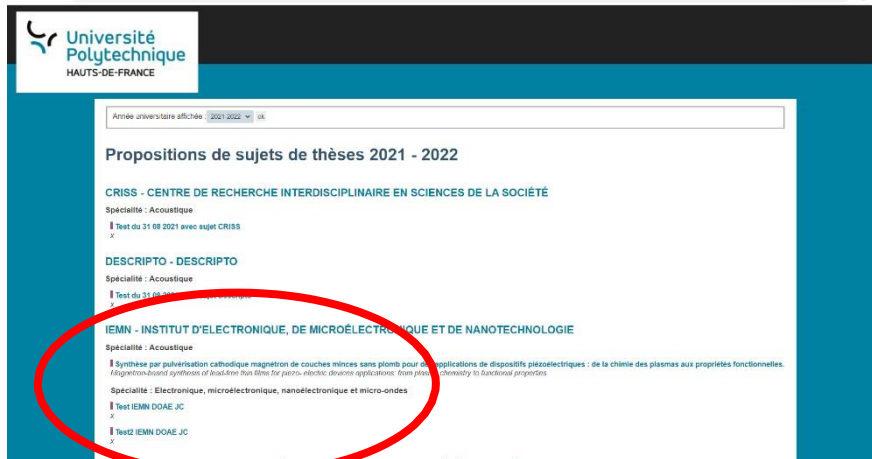 Université
Polytechnique
HAUTS-DE-FRANCE
Année universitaire affichée : 2021 2022 ok
Propositions de sujets de thèses 2021 - 2022
CRISS - CENTRE DE RECHERCHE INTERDISCIPLINAIRE EN SCIENCES DE LA SOCIÉTÉ
Spécialité : Acoustique
Test du 31 08 2021 avec sujet CRISS
X
DESCRIPTO - DESCRIPTO
Spécialité : Acoustique
Test du 31 08
X
IEMN - INSTITUT D'ELECTRONIQUE, DE MICROÉLECTRONIQUE ET DE NANOTECHNOLOGIE
Spécialité : Acoustique
Synthèse par pulvérisation cathodique magnétron de couches minces sans plomb pour applications de dispositifs piézoélectriques : de la chimie des plasmas aux propriétés fonctionnelles.
Magnetron-based synthesis of lead-free thin films for piezo- electric devices applications: from plasma chemistry to functional properties
Spécialité : Electronique, microélectronique, nanoélectronique et micro-ondes
Test IEMN DOAE JC
X
Test2 IEMN DOAE JC
X